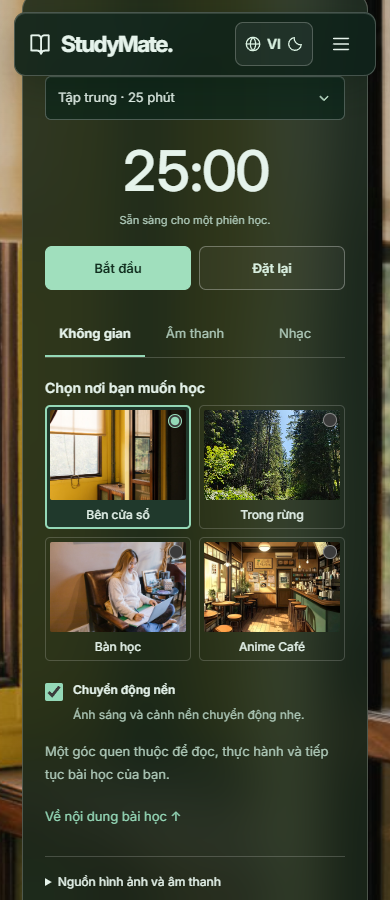 StudyMate.
VI
Tập trung · 25 phút
25:00
Sẵn sàng cho một phiên học.
Bắt đầu
Đặt lại
Không gian
Âm thanh
Nhạc
Chọn nơi bạn muốn học
Bên cửa sổ
Trong rừng
Bàn học
Anime Café
Chuyển động nền
Ánh sáng và cảnh nền chuyển động nhẹ.
Một góc quen thuộc để đọc, thực hành và tiếp
tục bài học của bạn.
Về nội dung bài học ↑
Nguồn hình ảnh và âm thanh